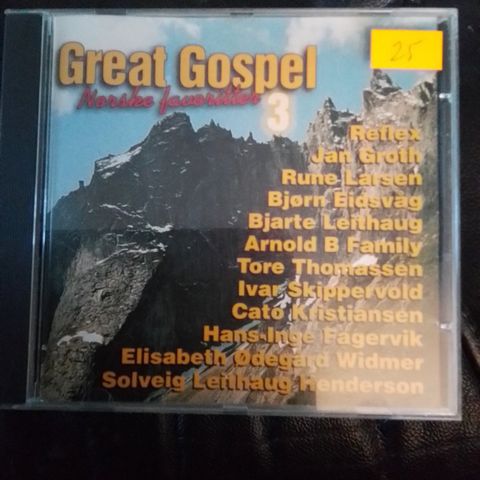 25
Great Gospel
Norske favoritter
3
Reflex
Jan Groth
Rune Larsen
Bjørn Eidsvåg
Bjarte Leithaug
Arnold B Family
Tore Thomassen
Ivar Skippervold
Cato Kristiansen
Hans-Inge Fagervik
Elisabeth Ødegård Widmer
Solveig Leithaug Henderson